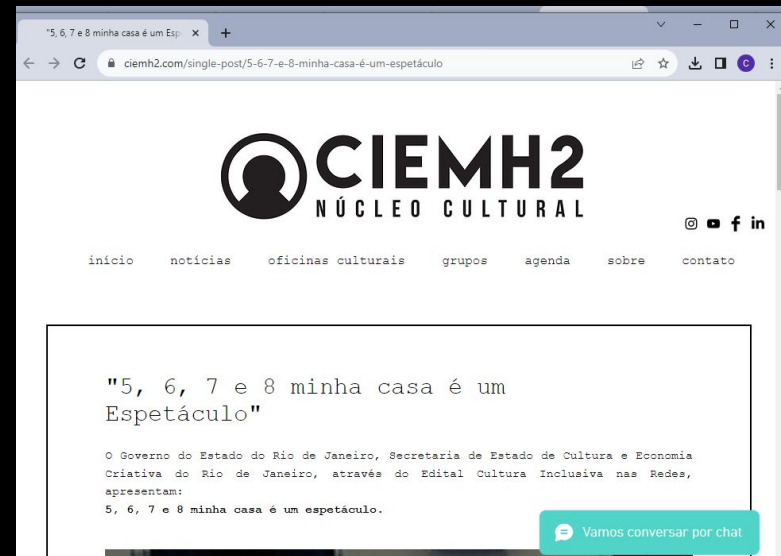 "5, 6, 7 e 8 minha casa é um Esp
ciemh2.com/single-post/5-6-7-e-8-minha-casa-é-um-espetáculo
C
CIEMH2
NÚCLEO CULTURAL
início notícias oficinas culturais grupos agenda sobre contato
"5, 6, 7 e 8 minha casa é um
Espetáculo"
O Governo do Estado do Rio de Janeiro, Secretaria de Estado de Cultura e Economia
Criativa do Rio de Janeiro, através do Edital Cultura Inclusiva nas Redes,
apresentam:
5, 6, 7 e 8 minha casa é um espetáculo.
Vamos conversar por chat